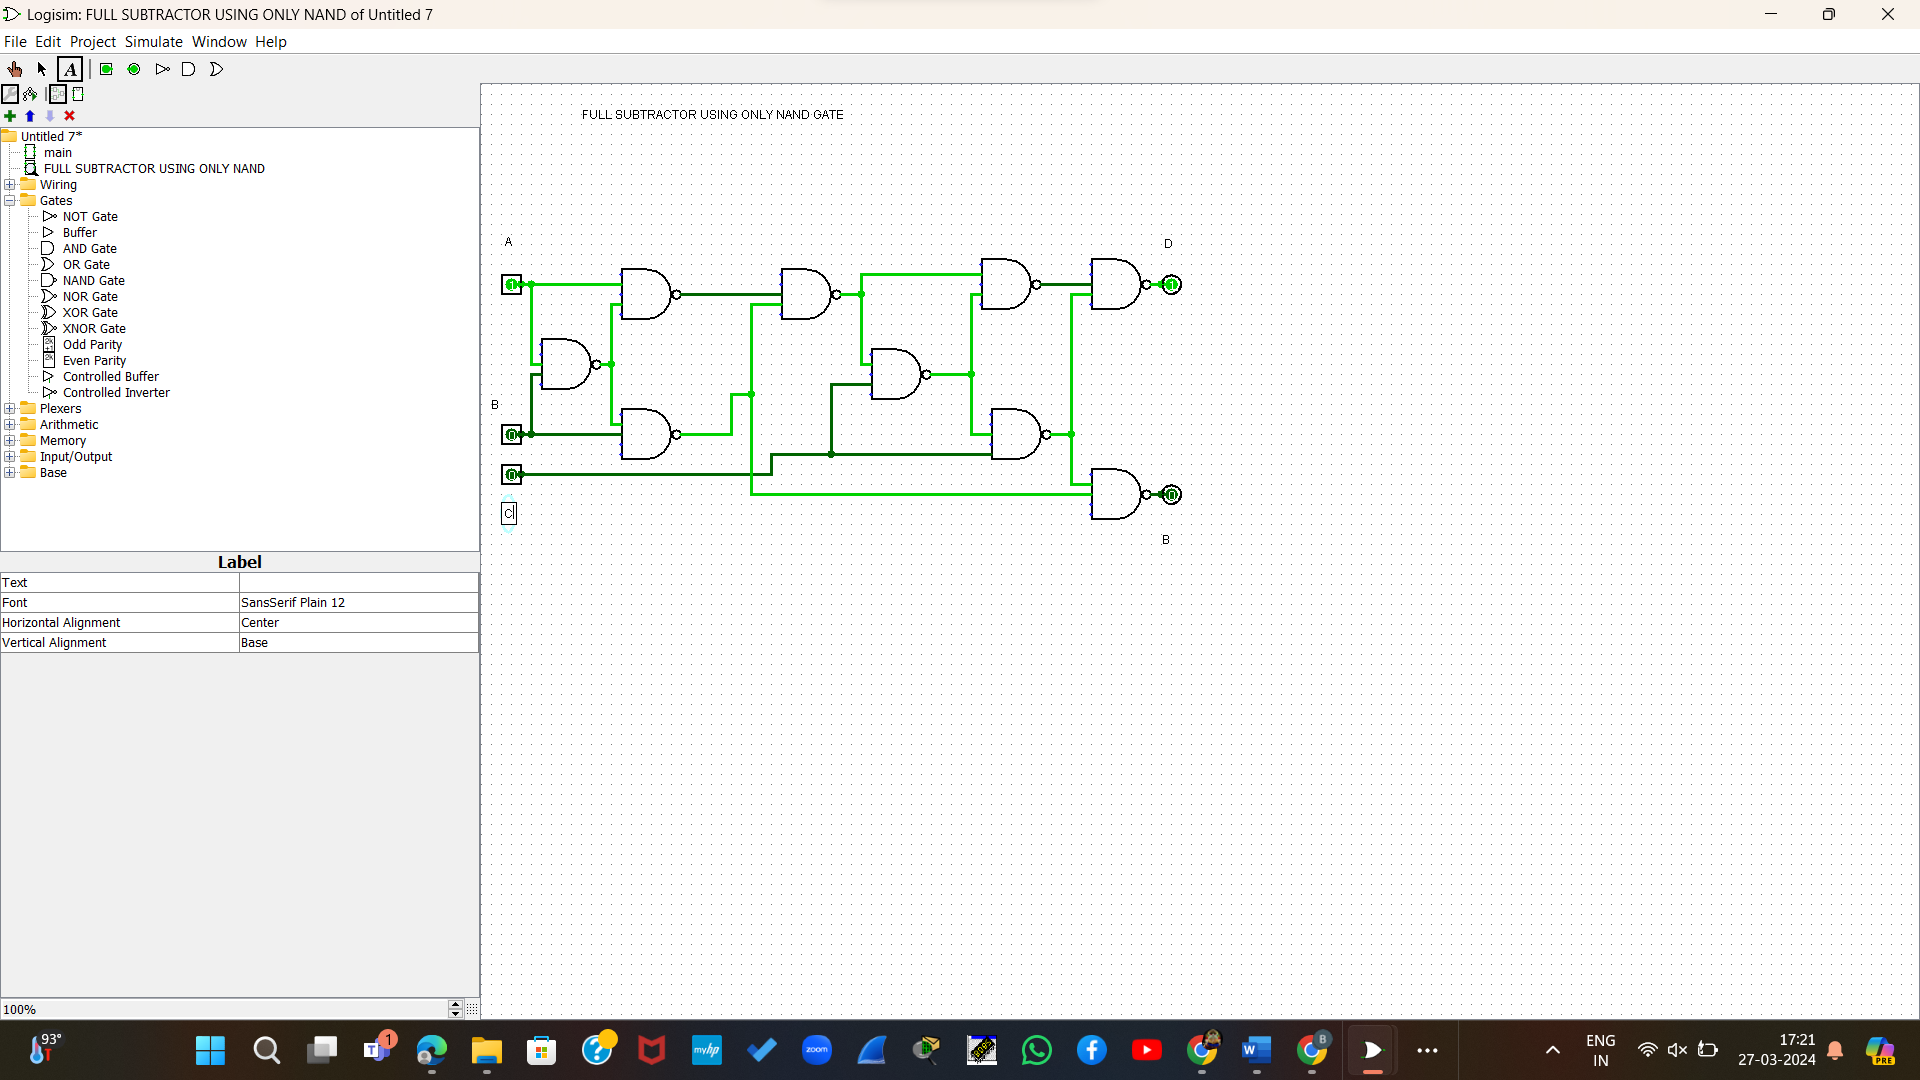 Logisim: FULL SUBTRACTOR USING ONLY NAND of Untitled 7
File Edit Project Simulate Window Help
A
Untitled 7*
main
FULL SUBTRACTOR USING ONLY NAND
Wiring
Gates
NOT Gate
Buffer
AND Gate
OR Gate
NAND Gate
NOR Gate
XOR Gate
XNOR Gate
Odd Parity
Even Parity
Controlled Buffer
Controlled Inverter
Plexers
Arithmetic
Memory
Input/Output
Base
Label
Text
Font SansSerif Plain 12
Horizontal Alignment Center
Vertical Alignment Base
100%
FULL SUBTRACTOR USING ONLY NAND GATE
A
D
1
1
B
0
0
0
C
B
93°
1
myhp
zoom
W
B
ENG
IN
17:21
27-03-2024
PRE